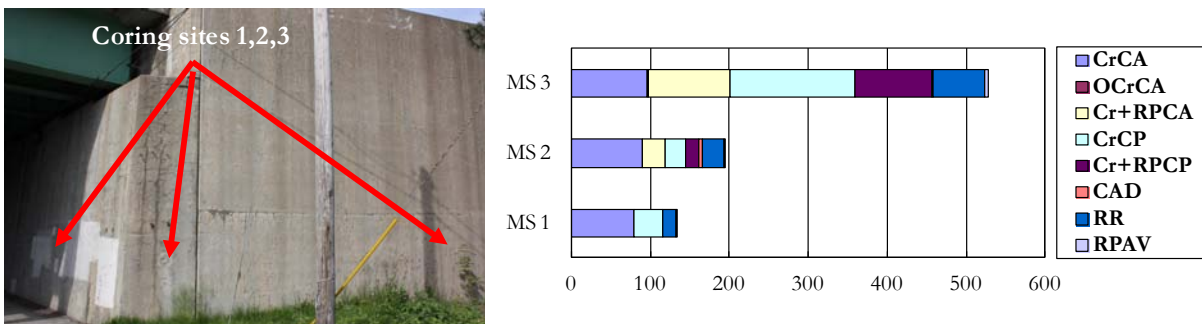 Coring sites 1,2,3
MS 3
MS 2
MS 1
0 100 200 300 400 500 600
CrCA
OCrCA
Cr+RPCA
CrCP
Cr+RPCP
CAD
RR
RPAV